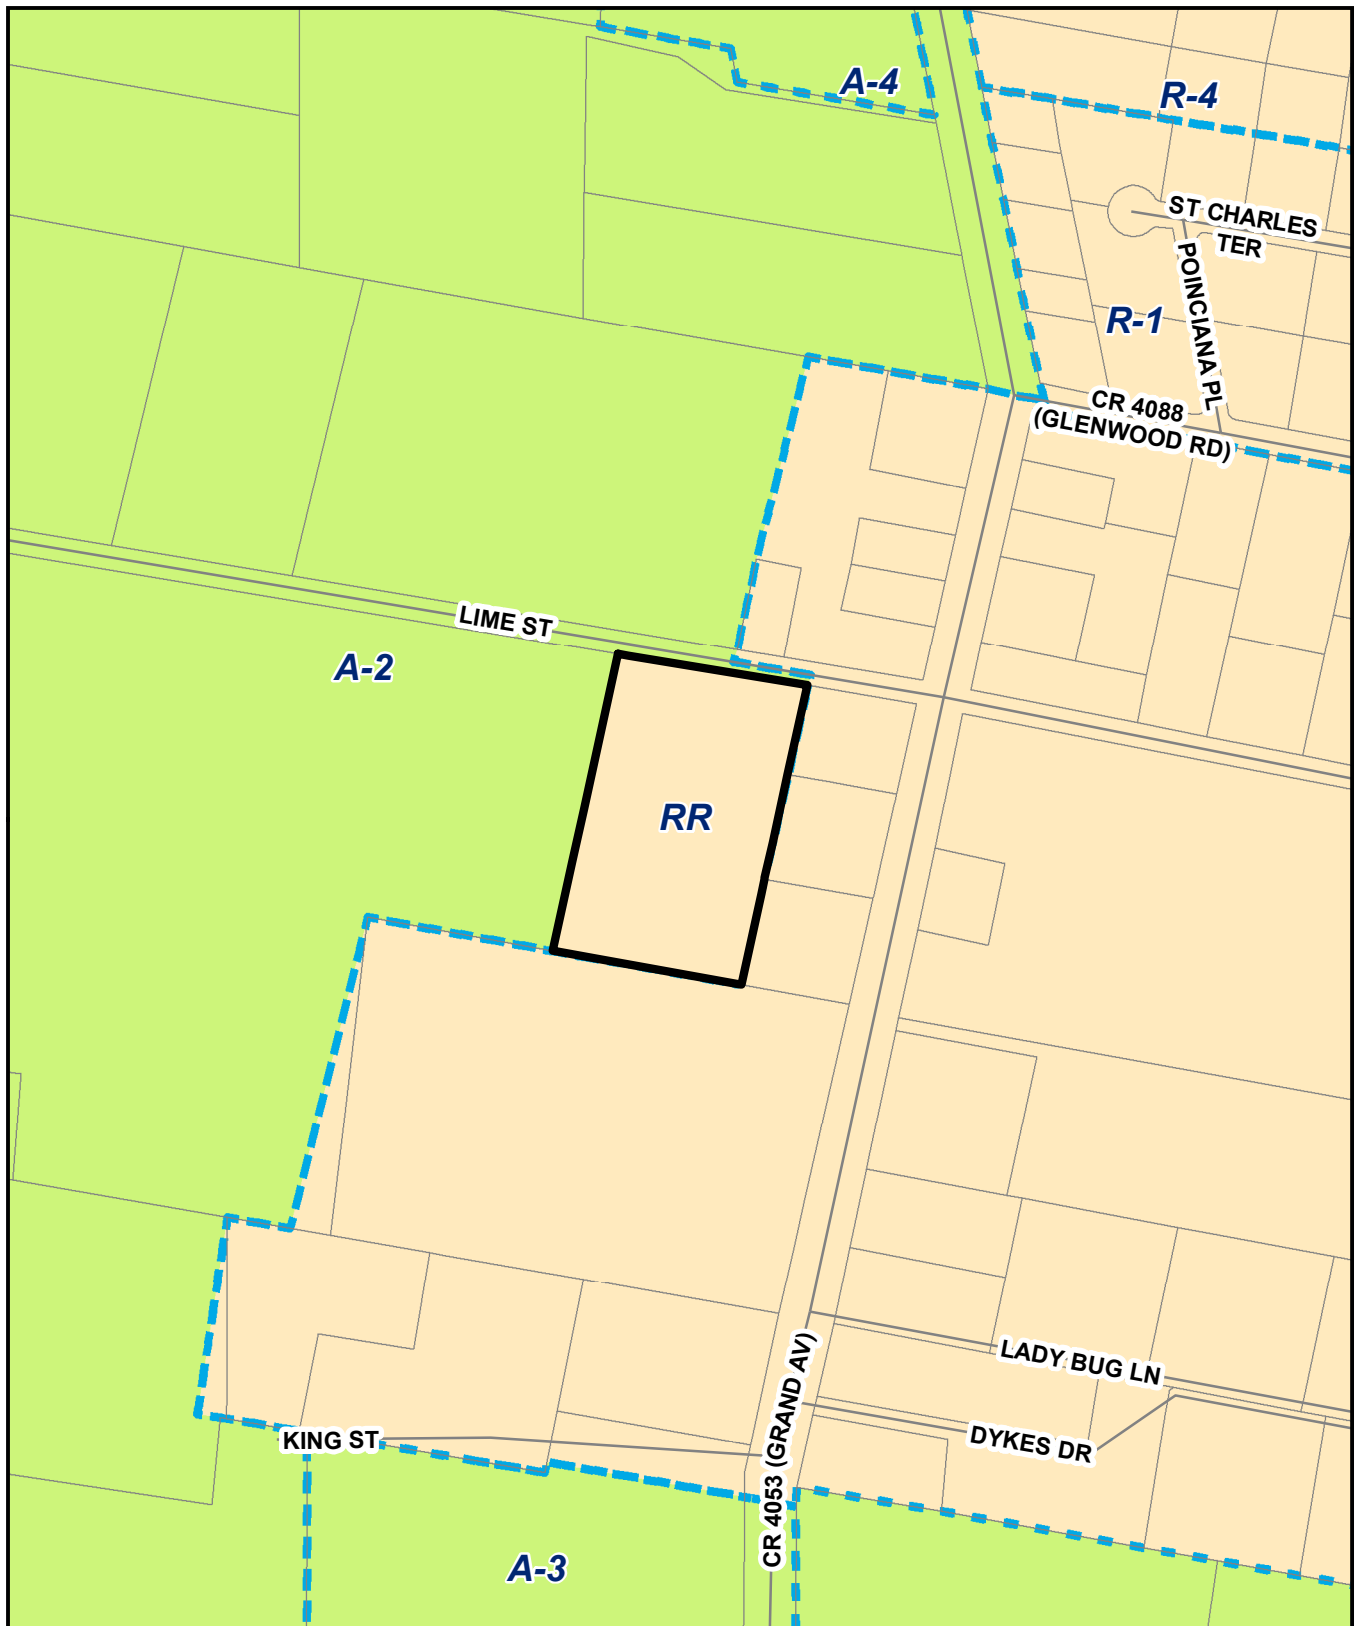 A-4
R-4
ST CHARLES
TER
POINCIANA PL
R-1
CR 4088
(GLENWOOD RD)
LIME ST
A-2
RR
LADY BUG LN
CR 4053 (GRAND AV)
KING ST
DYKES DR
A-3